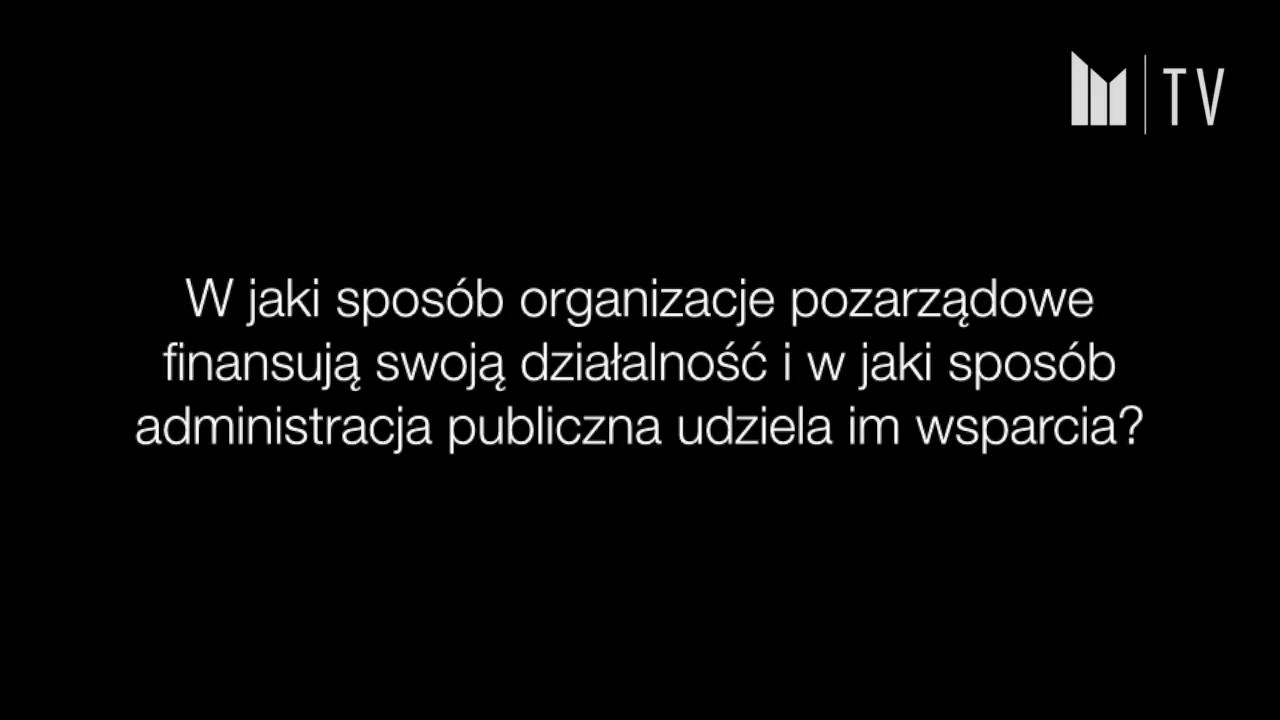 TV
W jaki sposób organizacje pozarządowe
finansują swoją działalność i w jaki sposób
administracja publiczna udziela im wsparcia?